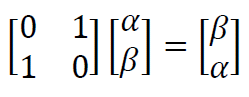 [0 1; 1 0] [α; β] = [β; α]